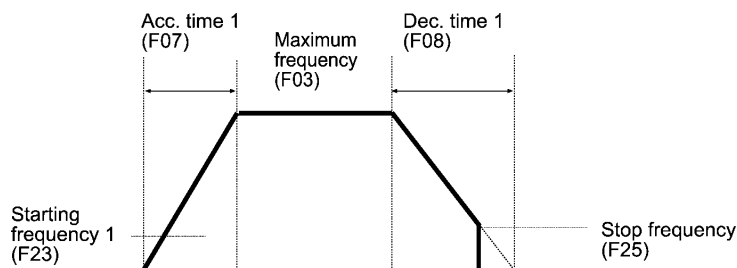 Acc. time 1
(F07)
Maximum
frequency
(F03)
Dec. time 1
(F08)
Starting
frequency 1
(F23)
Stop frequency
(F25)